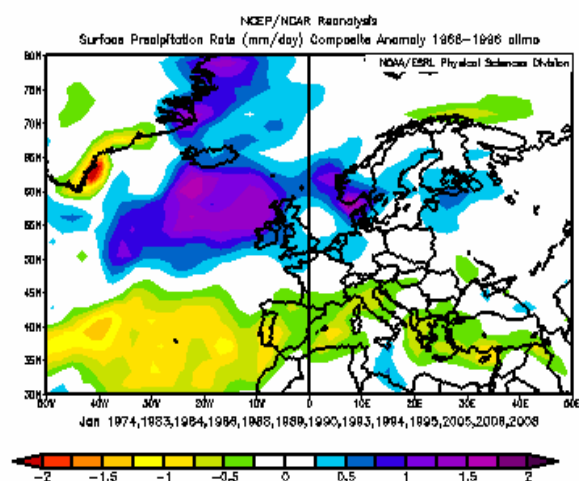 NCEP/NCAR Reanalysis
Surface Precipitation Rate (mm/day) Composite Anomaly 1968-1996 climo
NOAA/ESRL Physical Sciences Division
80N
75N
70N
65N
60N
55N
50N
45N
40N
35N
30N
50W 40W 30W 20W 10W 0 10E 20E 30E 40E 50E
Jan 1974,1983,1984,1986,1988,1989,1990,1993,1994,1995,2005,2008
-2 -1.5 -1 -0.5 0 0.5 1 1.5 2